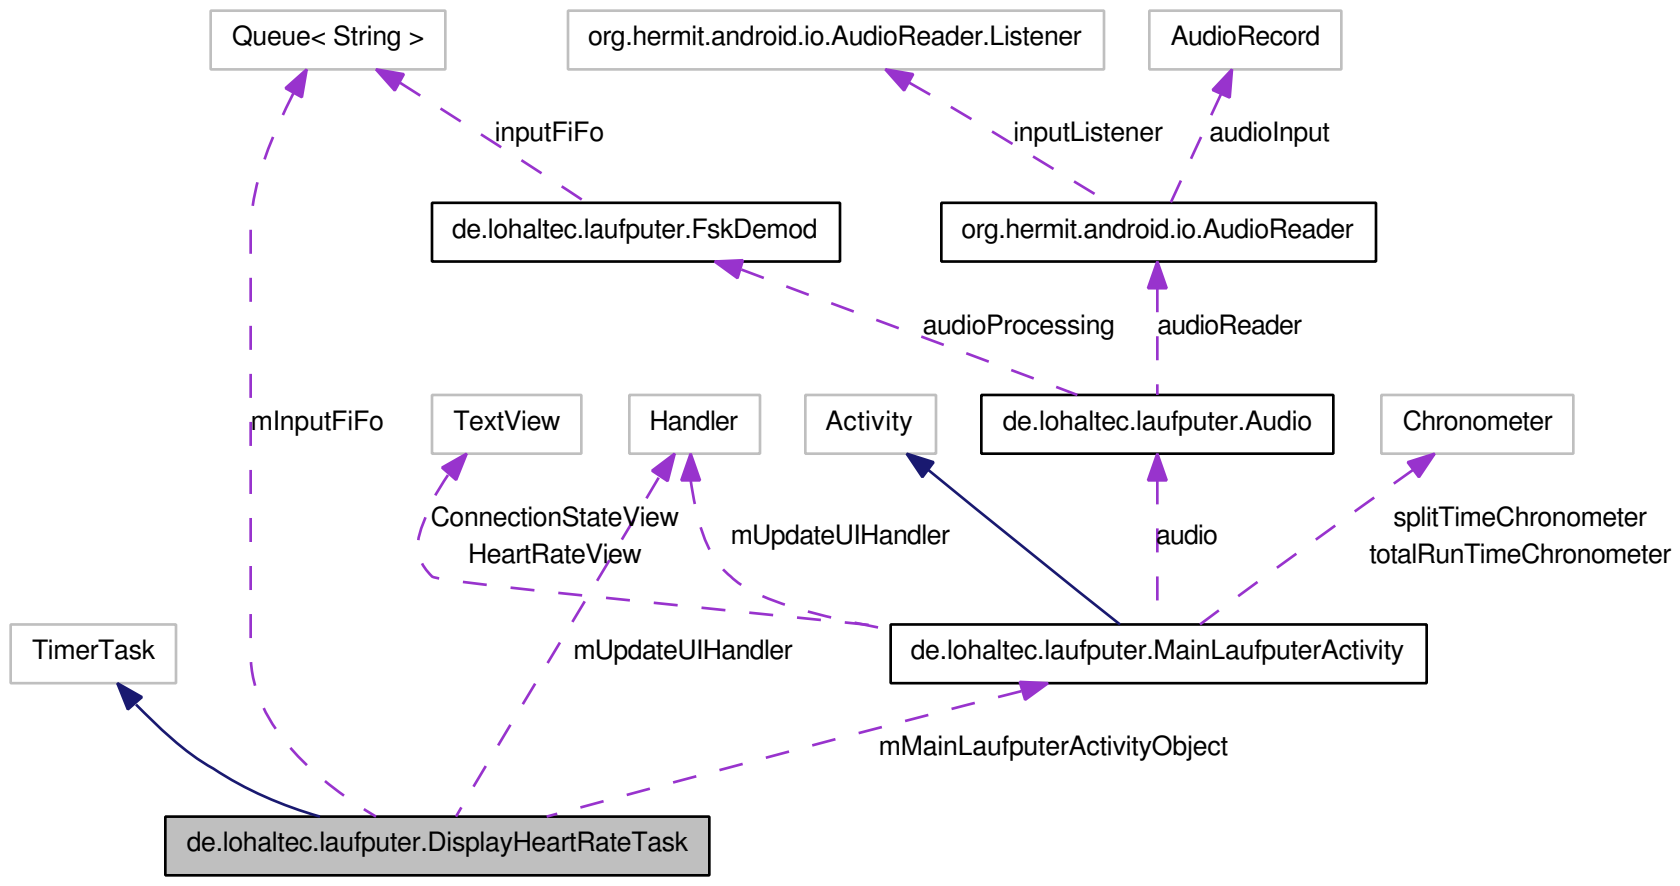 Queue< String >
org.hermit.android.io.AudioReader.Listener
AudioRecord
inputFiFo
inputListener
audioInput
de.lohaltec.laufputer.FskDemod
org.hermit.android.io.AudioReader
audioProcessing
audioReader
mInputFiFo
TextView
Handler
Activity
de.lohaltec.laufputer.Audio
Chronometer
ConnectionStateView
HeartRateView
mUpdateUIHandler
audio
splitTimeChronometer
totalRunTimeChronometer
TimerTask
mUpdateUIHandler
de.lohaltec.laufputer.MainLaufputerActivity
mMainLaufputerActivityObject
de.lohaltec.laufputer.DisplayHeartRateTask